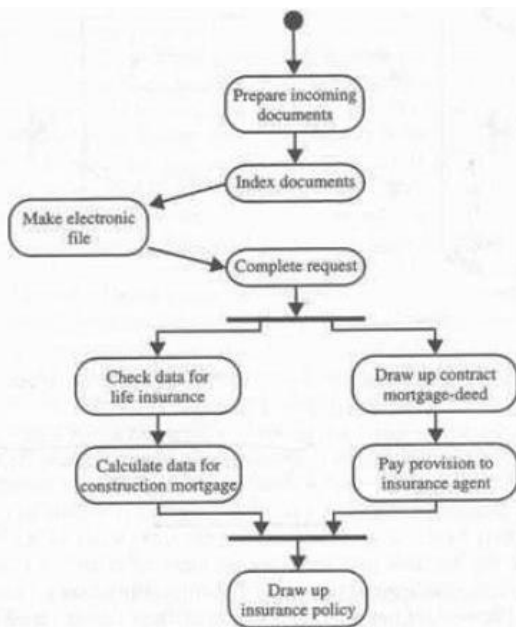 Prepare incoming
documents
Index documents
Make electronic
file
Complete request
Check data for
life insurance
Draw up contract
mortgage-deed
Calculate data for
construction mortgage
Pay provision to
insurance agent
Draw up
insurance policy